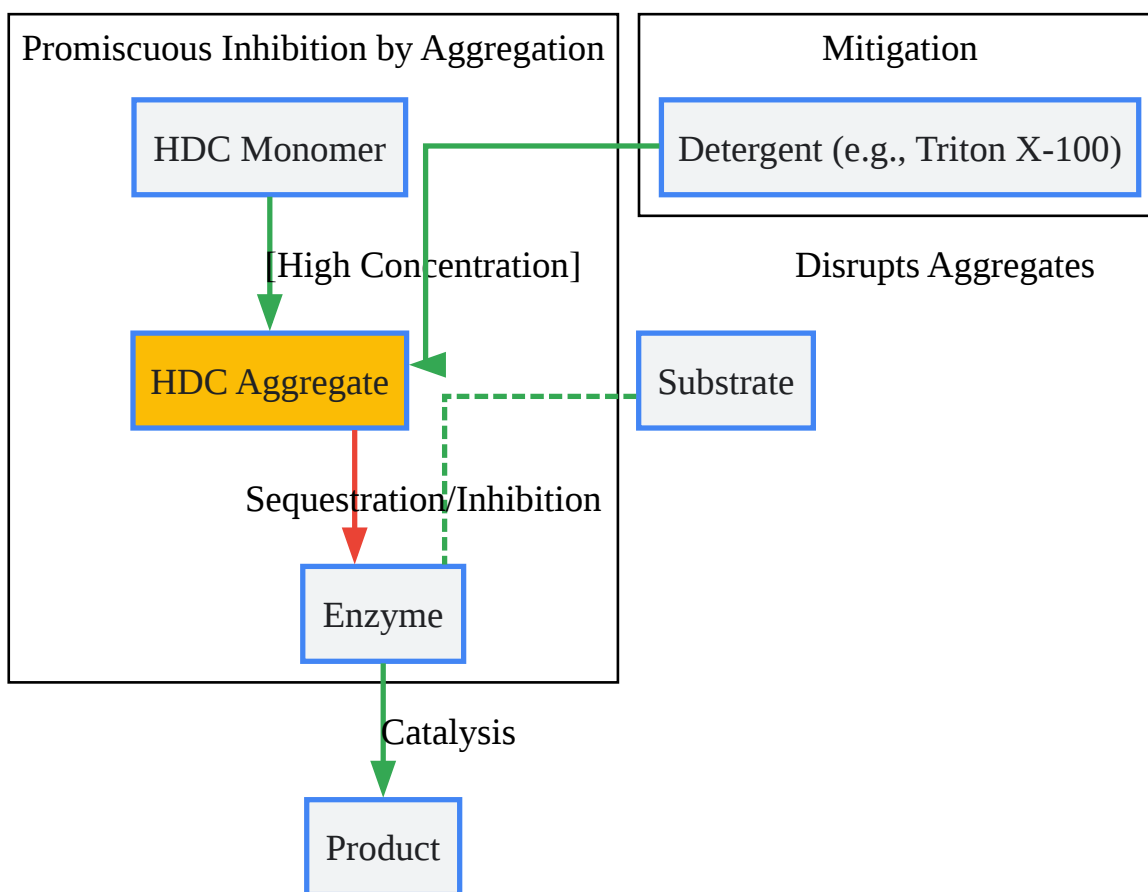 Promiscuous Inhibition by Aggregation
Mitigation
HDC Monomer
Detergent (e.g., Triton X-100)
[High Concentration]
Disrupts Aggregates
HDC Aggregate
Substrate
Sequestration/Inhibition
Enzyme
Catalysis
Product